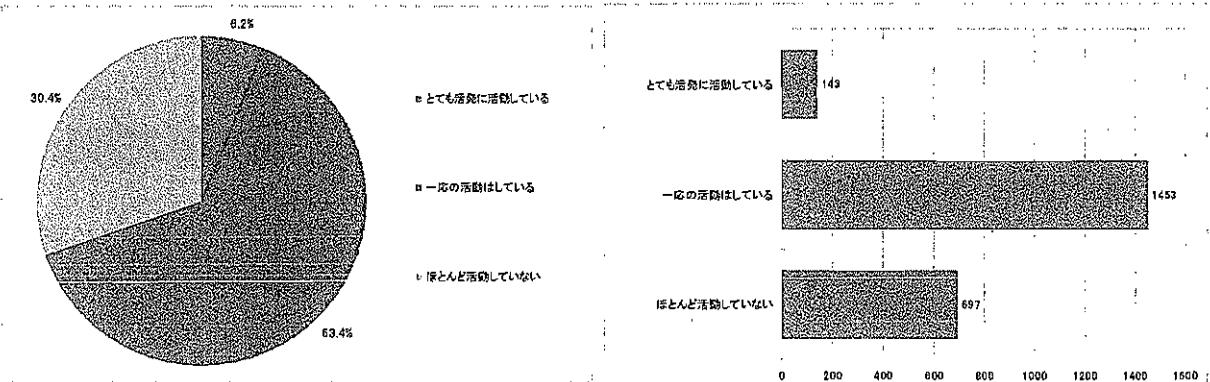 6.2%
30.4%
63.4%
とても活発に活動している
一応の活動はしている
ほとんど活動していない
とても活発に活動している
143
一応の活動はしている
1453
ほとんど活動していない
697
0 200 400 600 800 1000 1200 1400 1600